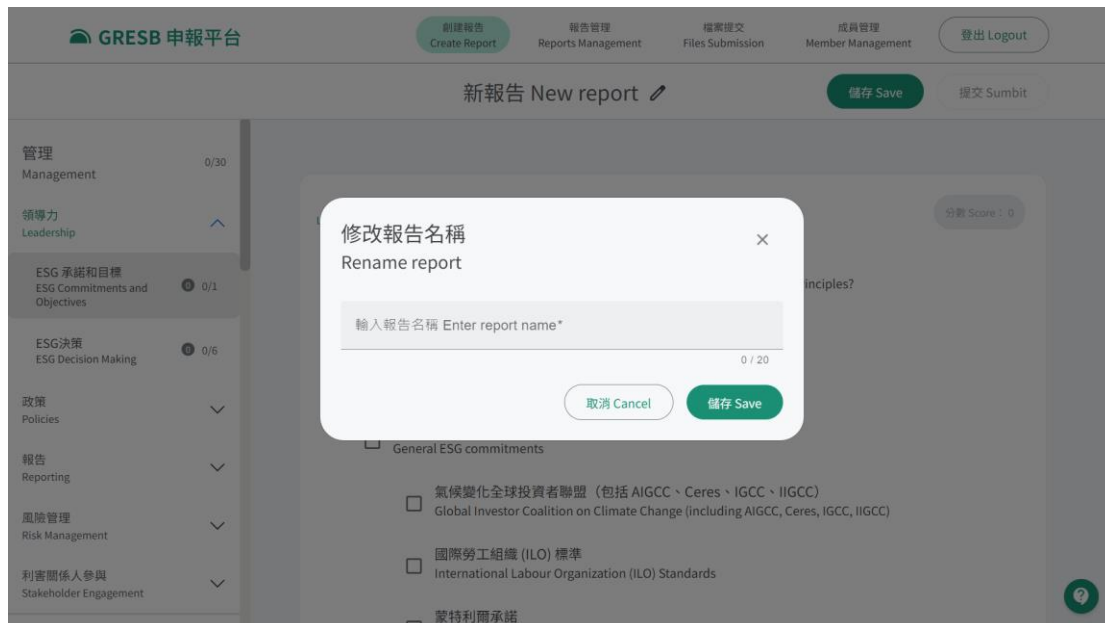 GRESB 申報平台
創建報告
Create Report
報告管理
Reports Management
檔案提交
Files Submission
成員管理
Member Management
登出 Logout
新報告 New report
儲存 Save
提交 Sumbit
管理
Management
0/30
領導力
Leadership
ESG 承諾和目標
ESG Commitments and
Objectives
0 0/1
ESG決策
ESG Decision Making
0 0/6
政策
Policies
報告
Reporting
風險管理
Risk Management
利害關係人參與
Stakeholder Engagement
分數 Score：0
inciples?
修改報告名稱
Rename report
輸入報告名稱 Enter report name*
0 / 20
取消 Cancel
儲存 Save
General ESG commitments
氣候變化全球投資者聯盟（包括 AIGCC、Ceres、IGCC、IIGCC）
Global Investor Coalition on Climate Change (including AIGCC, Ceres, IGCC, IIGCC)
國際勞工組織 (ILO) 標準
International Labour Organization (ILO) Standards
蒙特利爾承諾